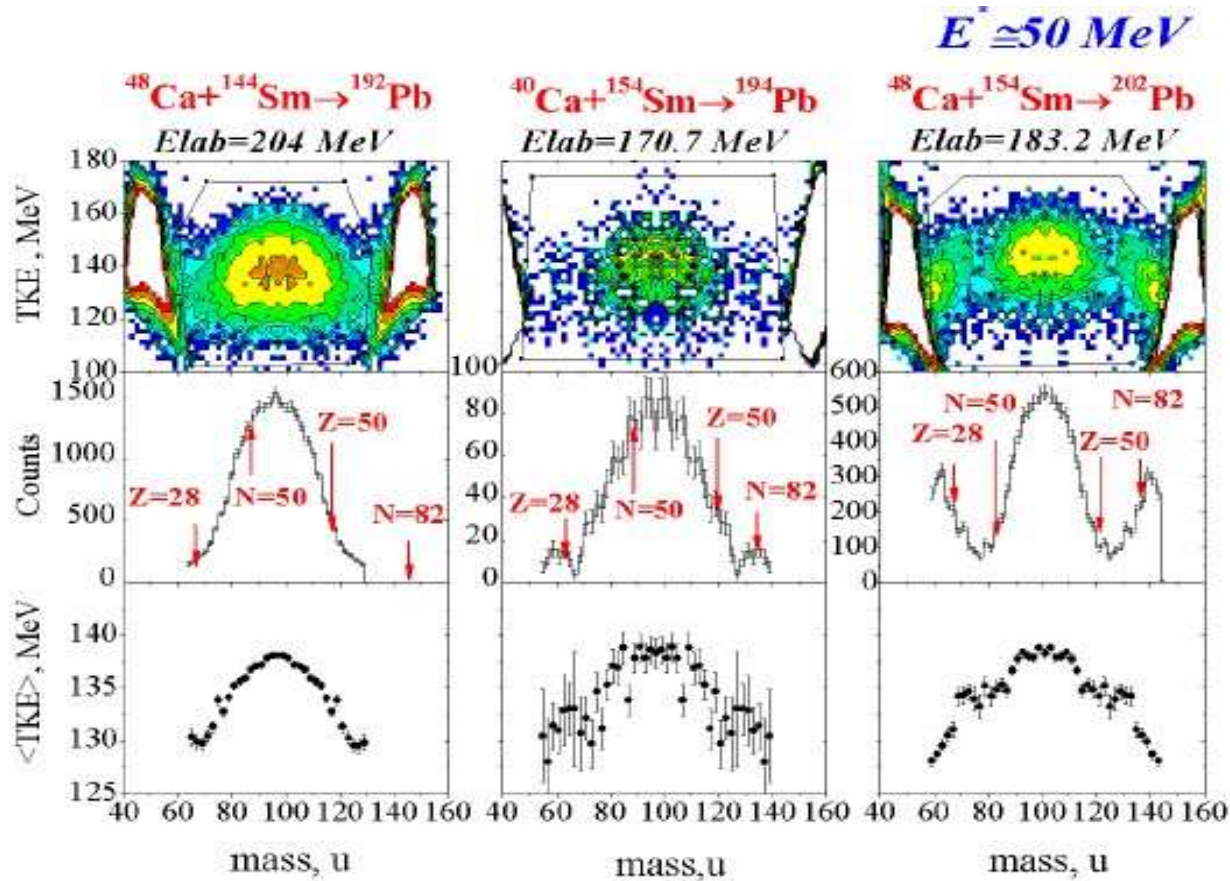 E* ≅50 MeV
⁴⁸Ca+¹⁴⁴Sm→¹⁹²Pb
⁴⁰Ca+¹⁵⁴Sm→¹⁹⁴Pb
⁴⁸Ca+¹⁵⁴Sm→²⁰²Pb
Elab=204 MeV
Elab=170.7 MeV
Elab=183.2 MeV
TKE , MeV
180
160
140
120
100
Counts
1500
1000
500
0
Z=28
N=50
Z=50
N=82
100
80
60
40
20
0
Z=28
N=50
Z=50
N=82
600
500
400
300
200
100
0
Z=28
N=50
Z=50
N=82
<TKE>, MeV
140
135
130
125
40 60 80 100 120 140 160
40 60 80 100 120 140 160
40 60 80 100 120 140 160
mass, u
mass,u
mass, u